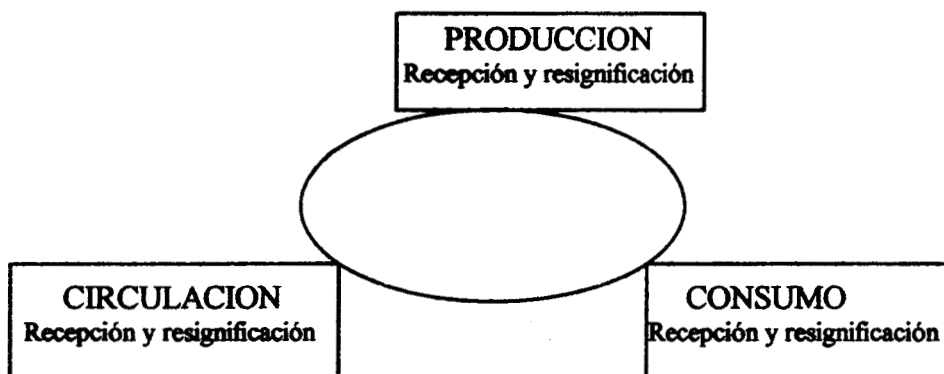 PRODUCCION
Recepción y resignificación
CIRCULACION
Recepción y resignificación
CONSUMO
Recepción y resignificación